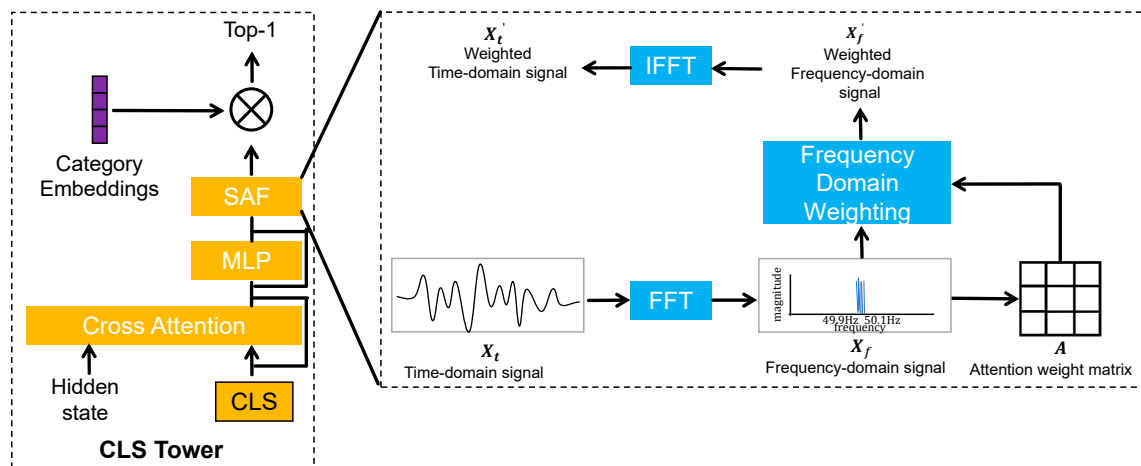 Top-1
Category
Embeddings
SAF
MLP
Cross Attention
Hidden
state
CLS
CLS Tower
X_t'
Weighted
Time-domain signal
IFFT
X_f'
Weighted
Frequency-domain
signal
Frequency
Domain
Weighting
FFT
magnitude
49.9Hz 50.1Hz
frequency
X_t
Time-domain signal
X_f
Frequency-domain signal
A
Attention weight matrix